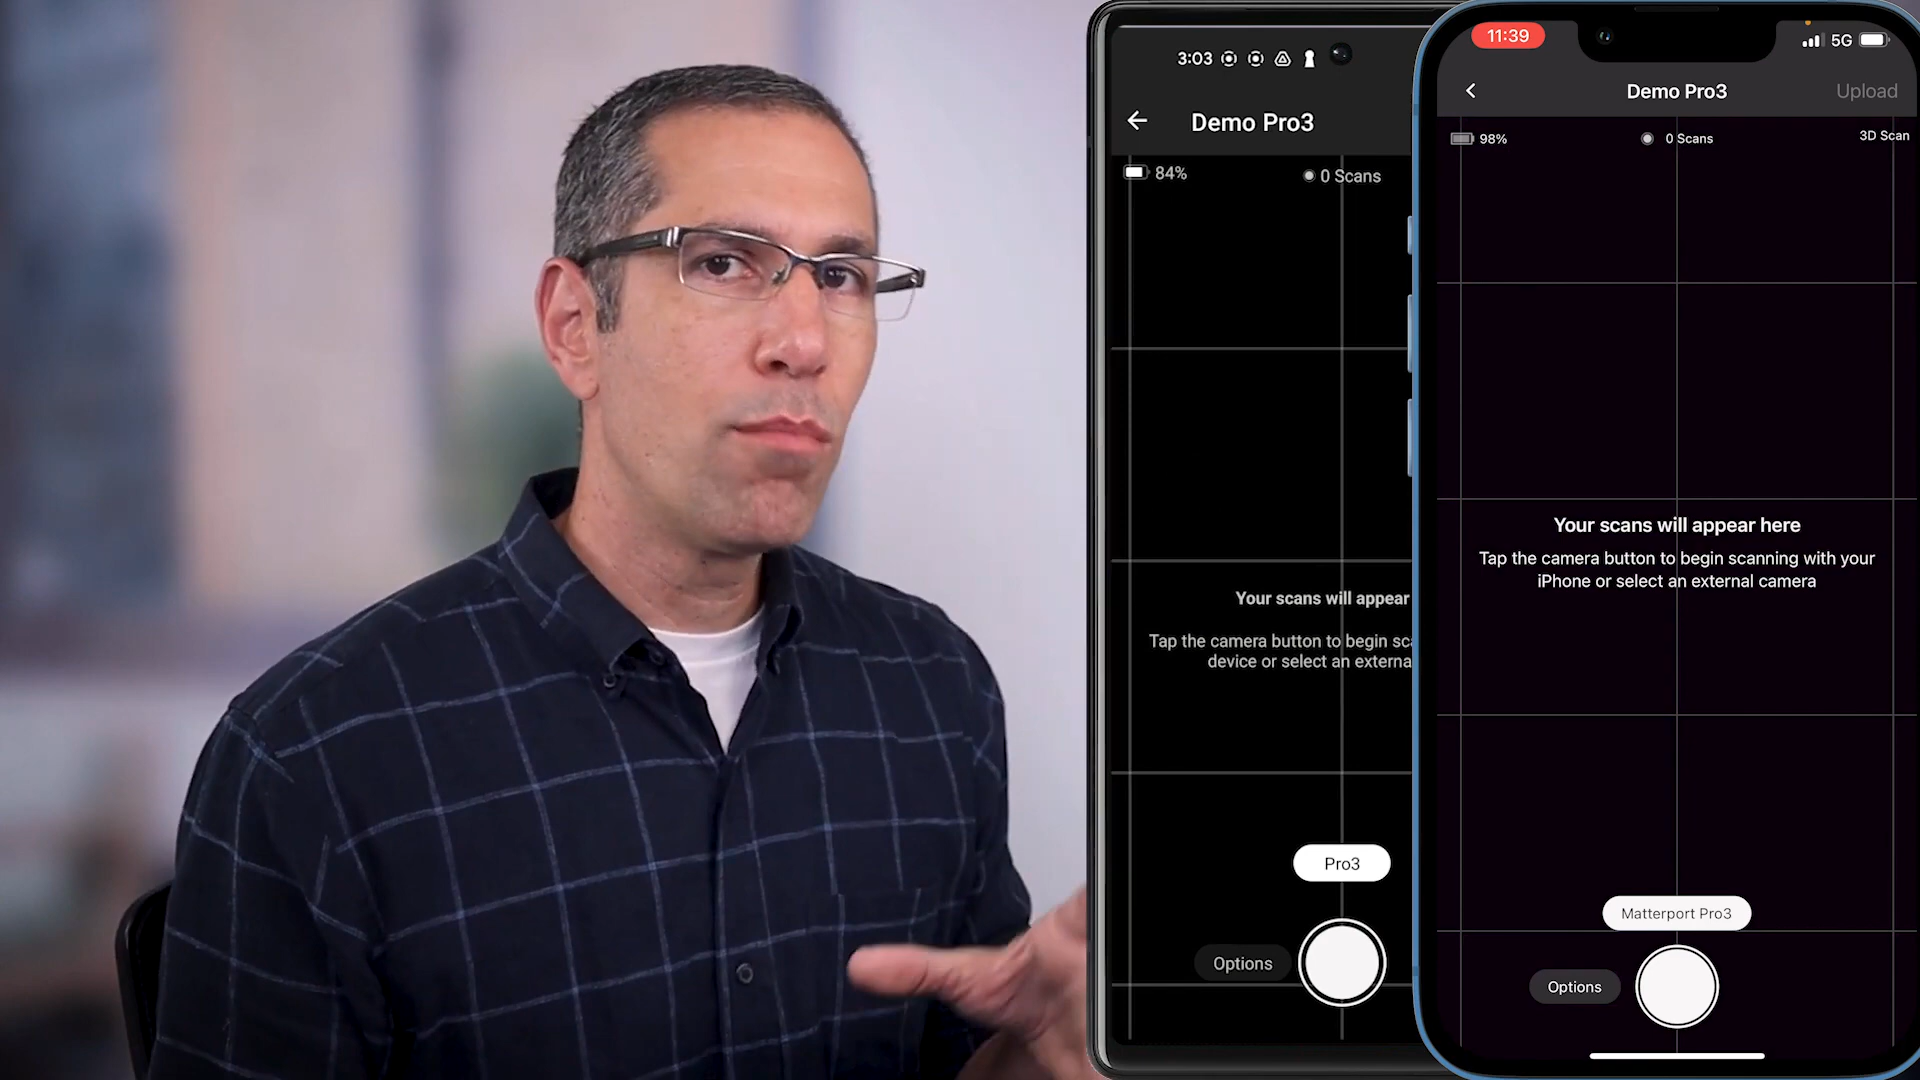 3:03
Demo Pro3
84%
0 Scans
Your scans will appear
Tap the camera button to begin
device or select an
Pro3
Options
11:39
5G
Demo Pro3
Upload
98%
0 Scans
3D Scan
Your scans will appear here
Tap the camera button to begin scanning with your
iPhone or select an external camera
Matterport Pro3
Options